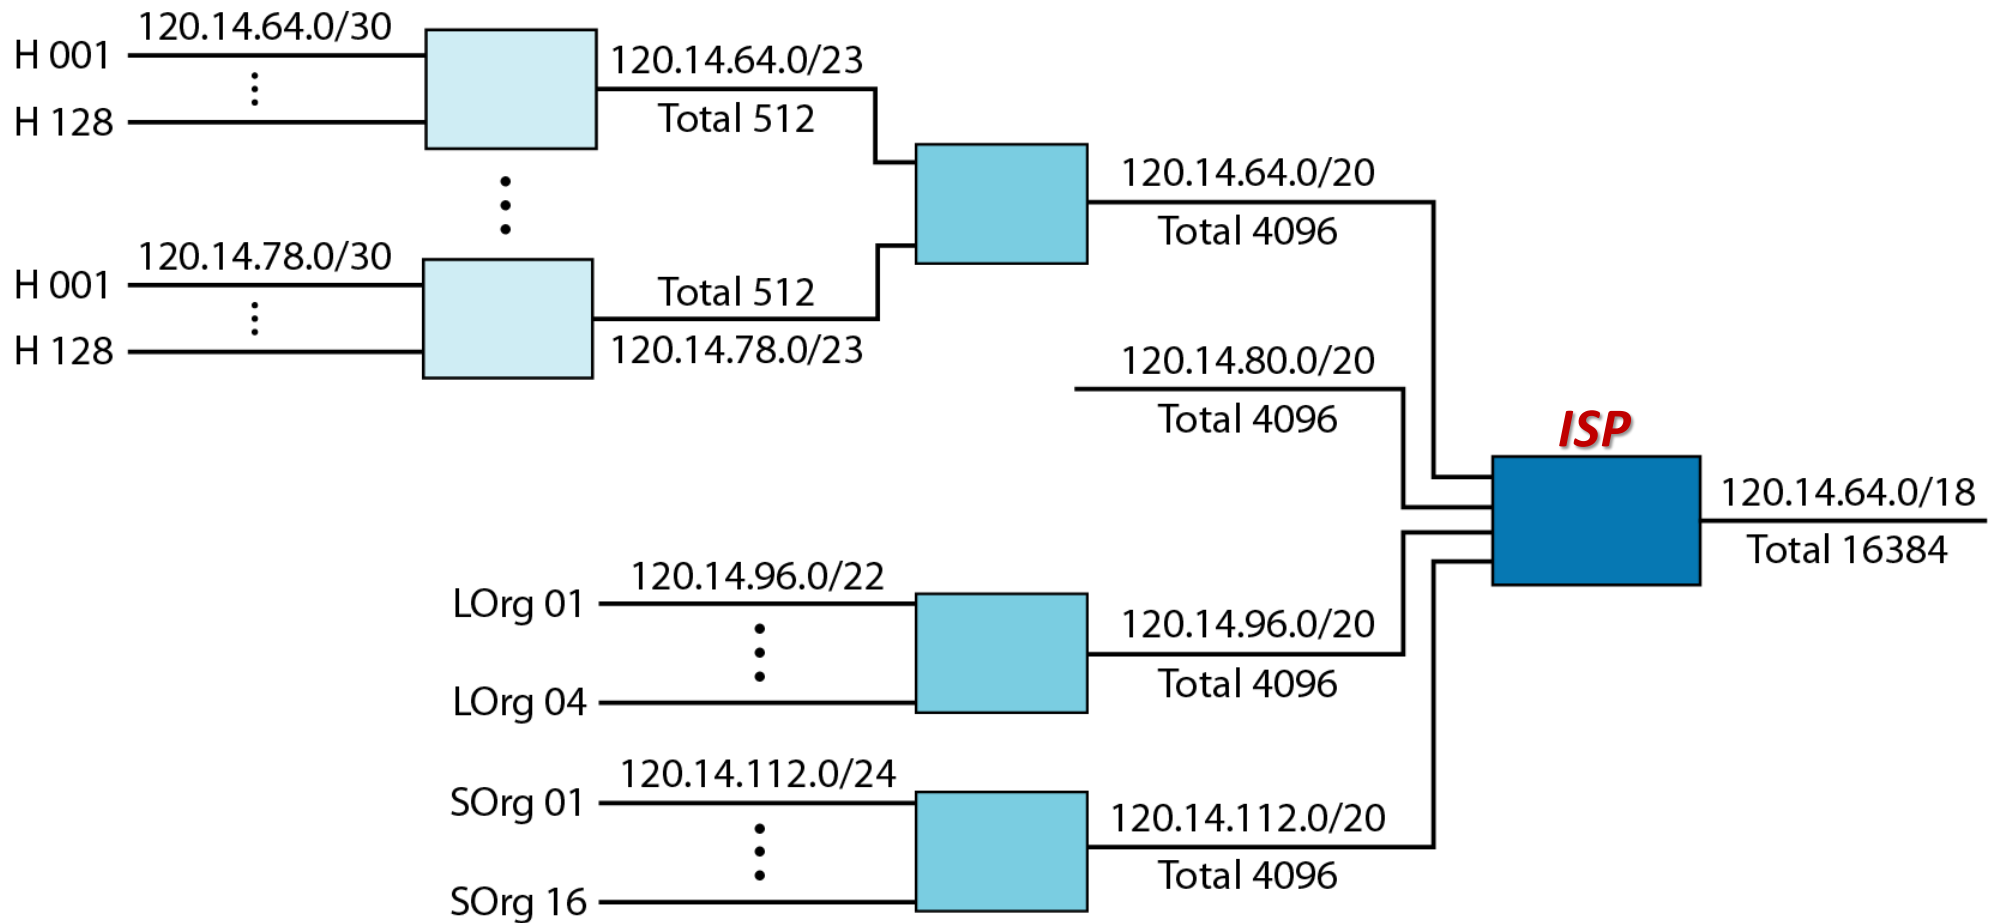 120.14.64.0/30
H 001
H 128
120.14.64.0/23
Total 512
120.14.78.0/30
H 001
H 128
Total 512
120.14.78.0/23
120.14.64.0/20
Total 4096
120.14.80.0/20
Total 4096
ISP
120.14.64.0/18
Total 16384
120.14.96.0/22
LOrg 01
LOrg 04
120.14.96.0/20
Total 4096
120.14.112.0/24
SOrg 01
SOrg 16
120.14.112.0/20
Total 4096